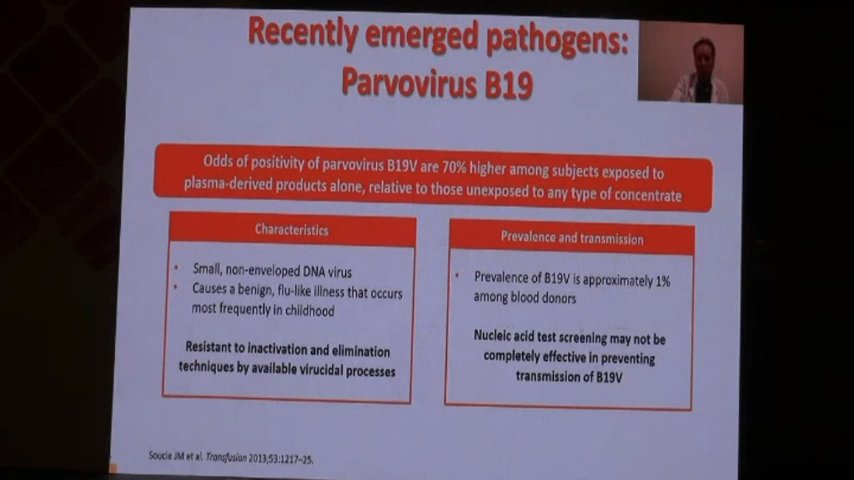 Recently emerged pathogens:
Parvovirus B19
Odds of positivity of parvovirus B19V are 70% higher among subjects exposed to
plasma-derived products alone, relative to those unexposed to any type of concentrate
Characteristics
• Small, non-enveloped DNA virus
• Causes a benign, flu-like illness that occurs
most frequently in childhood
Resistant to inactivation and elimination
techniques by available virucidal processes
Prevalence and transmission
• Prevalence of B19V is approximately 1%
among blood donors
Nucleic acid test screening may not be
completely effective in preventing
transmission of B19V
Soucie JM et al. Transfusion 2013;53:1217–25.